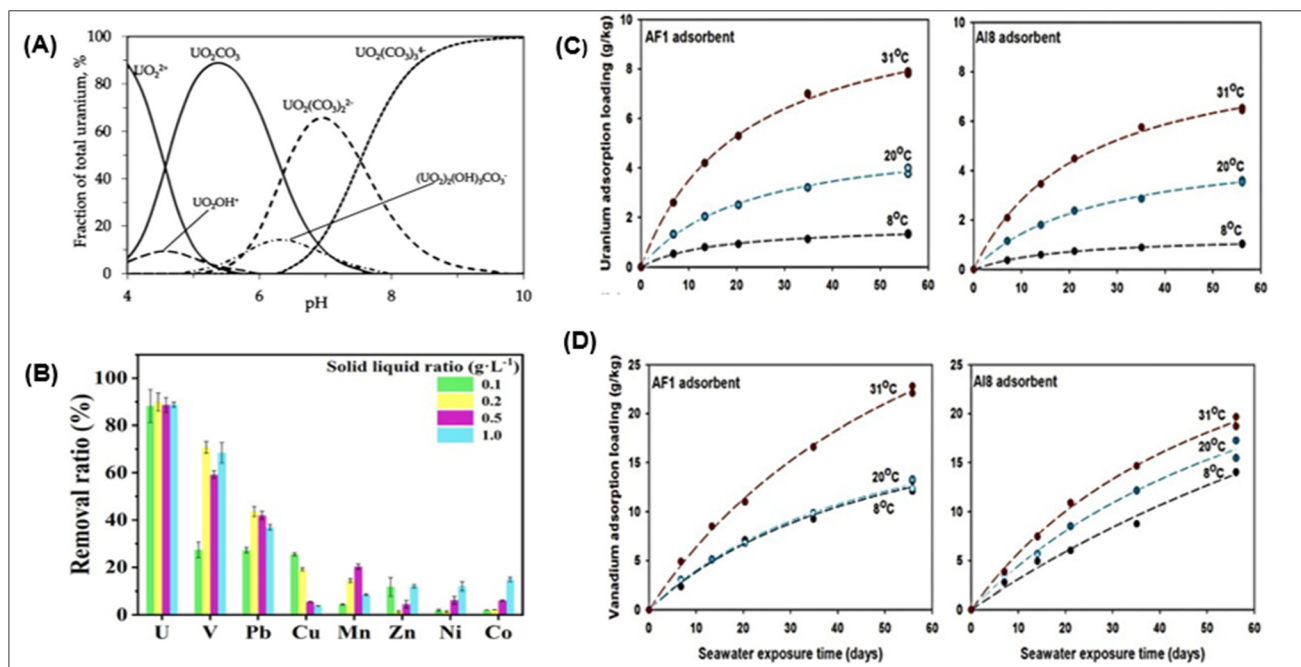 (A)
Fraction of total uranium, %
100
80
60
40
20
0
UO₂²⁺
UO₂CO₃
UO₂(CO₃)₃⁴⁻
UO₂(CO₃)₂²⁻
(UO₂)₂(OH)₃CO₃⁻
UO₂OH⁺
4
6
8
10
pH
(B)
Removal ratio (%)
100
80
60
40
20
0
Solid liquid ratio (g·L⁻¹)
0.1
0.2
0.5
1.0
U V Pb Cu Mn Zn Ni Co
(C)
Uranium adsorption loading (g/kg)
10
8
6
4
2
0
AF1 adsorbent
31°C
20°C
8°C
0 10 20 30 40 50 60
8
6
4
2
0
AI8 adsorbent
31°C
20°C
8°C
0 10 20 30 40 50 60
(D)
Vanadium adsorption loading (g/kg)
25
20
15
10
5
0
AF1 adsorbent
31°C
20°C
8°C
0 10 20 30 40 50 60
Seawater exposure time (days)
25
20
15
10
5
0
AI8 adsorbent
31°C
20°C
8°C
0 10 20 30 40 50 60
Seawater exposure time (days)